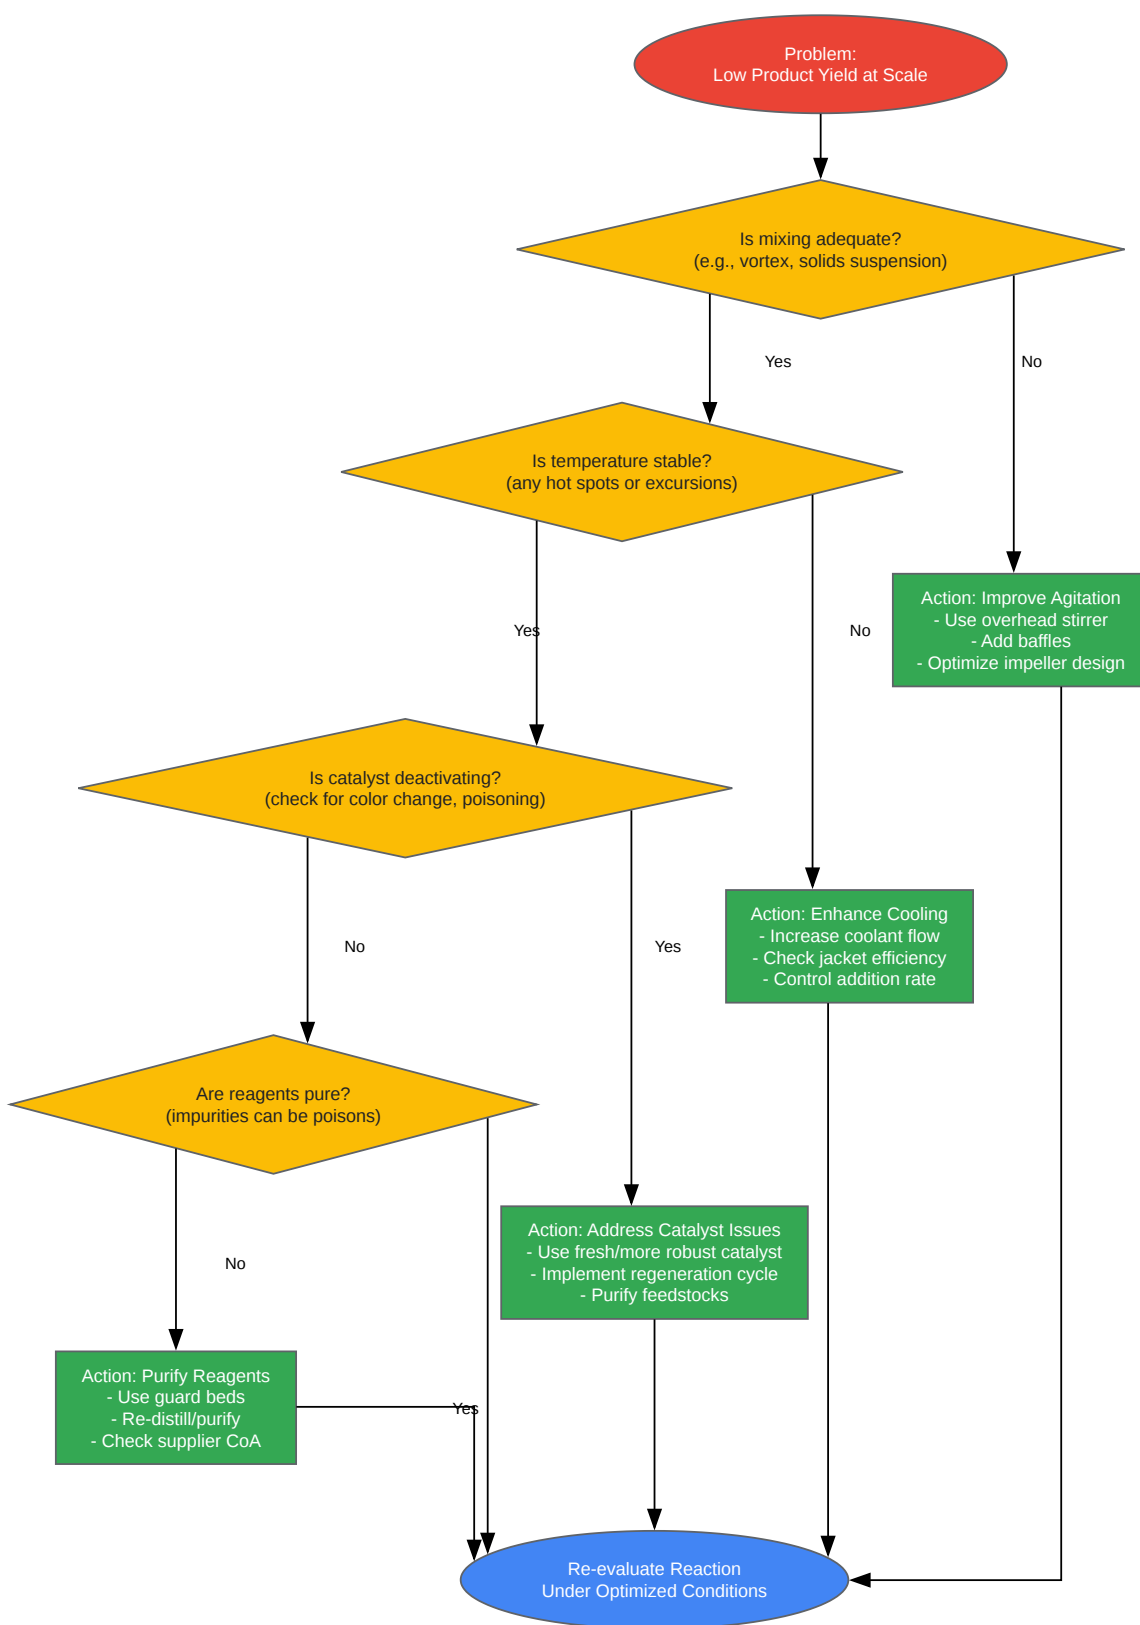 Problem:
Low Product Yield at Scale
Is mixing adequate?
(e.g., vortex, solids suspension)
Yes
No
Is temperature stable?
(any hot spots or excursions)
Yes
No
Action: Improve Agitation
- Use overhead stirrer
- Add baffles
- Optimize impeller design
Is catalyst deactivating?
(check for color change, poisoning)
No
Yes
Action: Enhance Cooling
- Increase coolant flow
- Check jacket efficiency
- Control addition rate
Are reagents pure?
(impurities can be poisons)
No
Yes
Action: Address Catalyst Issues
- Use fresh/more robust catalyst
- Implement regeneration cycle
- Purify feedstocks
Action: Purify Reagents
- Use guard beds
- Re-distill/purify
- Check supplier CoA
Re-evaluate Reaction
Under Optimized Conditions